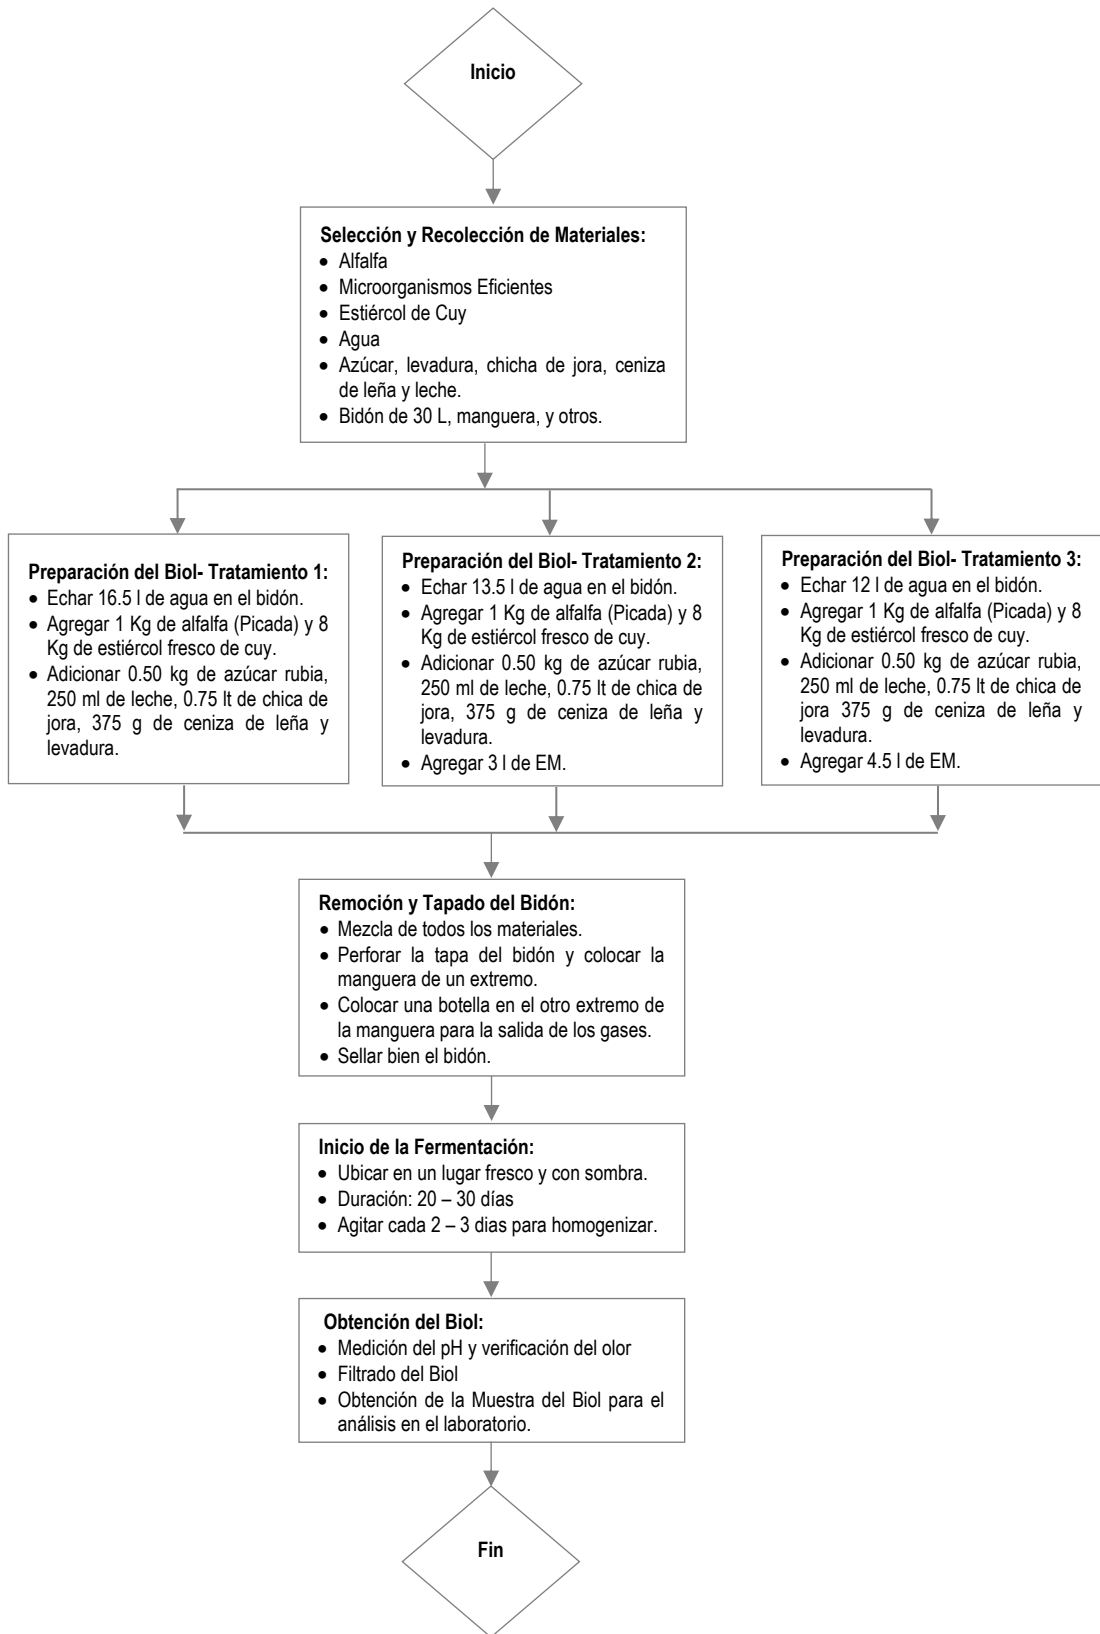 Inicio
Selección y Recolección de Materiales:
• Alfalfa
• Microorganismos Eficientes
• Estiércol de Cuy
• Agua
• Azúcar, levadura, chicha de jora, ceniza
de leña y leche.
• Bidón de 30 L, manguera, y otros.
Preparación del Biol- Tratamiento 1:
• Echar 16.5 l de agua en el bidón.
• Agregar 1 Kg de alfalfa (Picada) y 8
Kg de estiércol fresco de cuy.
• Adicionar 0.50 kg de azúcar rubia,
250 ml de leche, 0.75 lt de chica de
jora, 375 g de ceniza de leña y
levadura.
Preparación del Biol- Tratamiento 2:
• Echar 13.5 l de agua en el bidón.
• Agregar 1 Kg de alfalfa (Picada) y 8
Kg de estiércol fresco de cuy.
• Adicionar 0.50 kg de azúcar rubia,
250 ml de leche, 0.75 lt de chica de
jora, 375 g de ceniza de leña y
levadura.
• Agregar 3 l de EM.
Preparación del Biol- Tratamiento 3:
• Echar 12 l de agua en el bidón.
• Agregar 1 Kg de alfalfa (Picada) y 8
Kg de estiércol fresco de cuy.
• Adicionar 0.50 kg de azúcar rubia,
250 ml de leche, 0.75 lt de chica de
jora 375 g de ceniza de leña y
levadura.
• Agregar 4.5 l de EM.
Remoción y Tapado del Bidón:
• Mezcla de todos los materiales.
• Perforar la tapa del bidón y colocar la
manguera de un extremo.
• Colocar una botella en el otro extremo de
la manguera para la salida de los gases.
• Sellar bien el bidón.
Inicio de la Fermentación:
• Ubicar en un lugar fresco y con sombra.
• Duración: 20 – 30 días
• Agitar cada 2 – 3 dias para homogenizar.
Obtención del Biol:
• Medición del pH y verificación del olor
• Filtrado del Biol
• Obtención de la Muestra del Biol para el
análisis en el laboratorio.
Fin